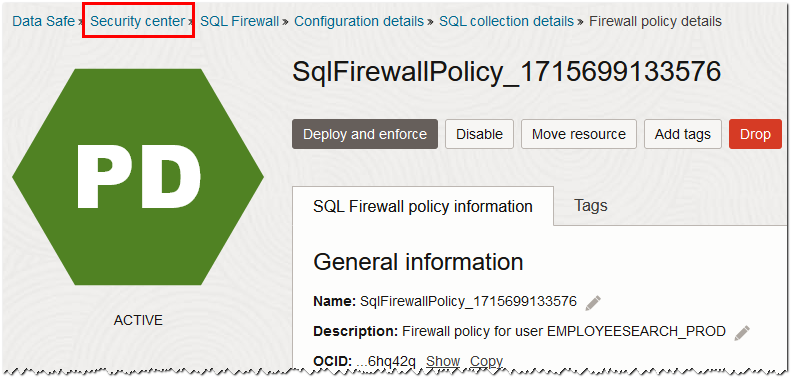 Data Safe » Security center » SQL Firewall » Configuration details » SQL collection details » Firewall policy details
SqlFirewallPolicy_1715699133576
Deploy and enforce Disable Move resource Add tags Drop
PD
ACTIVE
SQL Firewall policy information Tags
General information
Name: SqlFirewallPolicy_1715699133576
Description: Firewall policy for user EMPLOYEESEARCH_PROD
OCID: ...6hq42q Show Copy